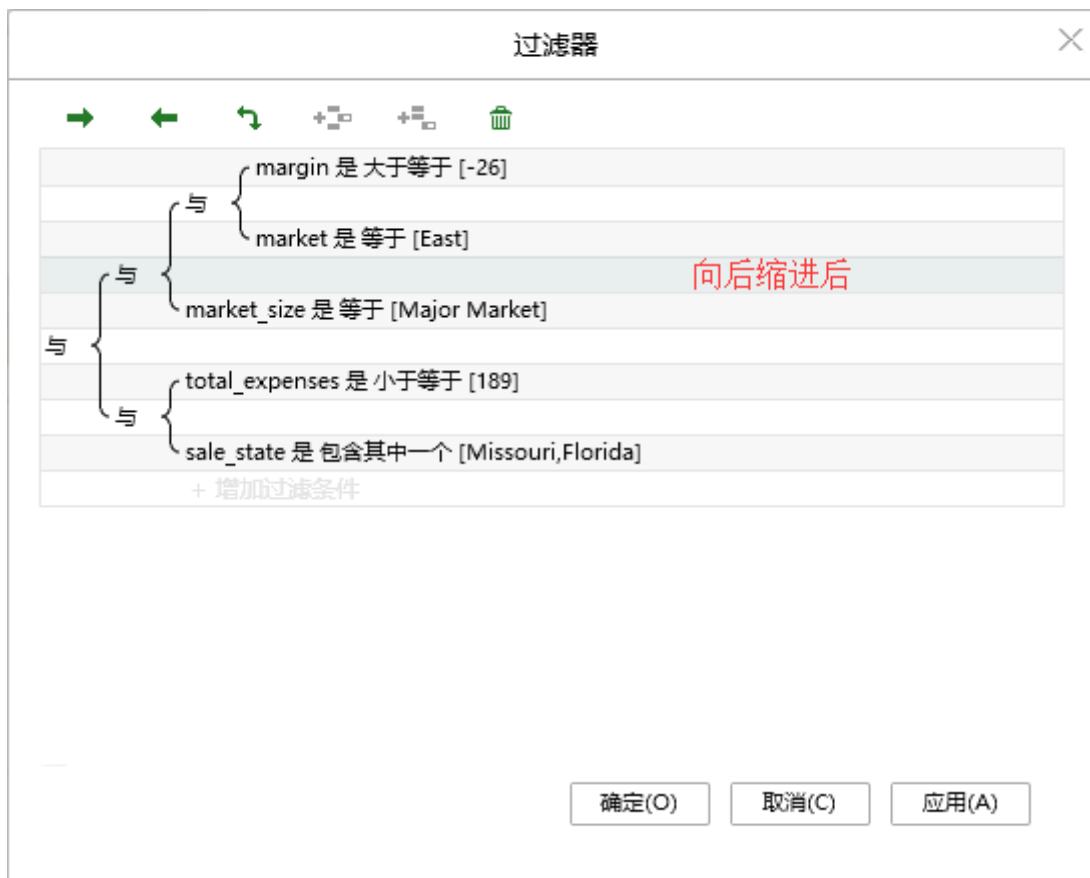 过滤器
margin 是 大于等于 [-26]
与
market 是 等于 [East]
与
向后缩进后
market_size 是 等于 [Major Market]
与
total_expenses 是 小于等于 [189]
与
sale_state 是 包含其中一个 [Missouri,Florida]
+ 增加过滤条件
确定(O)
取消(C)
应用(A)